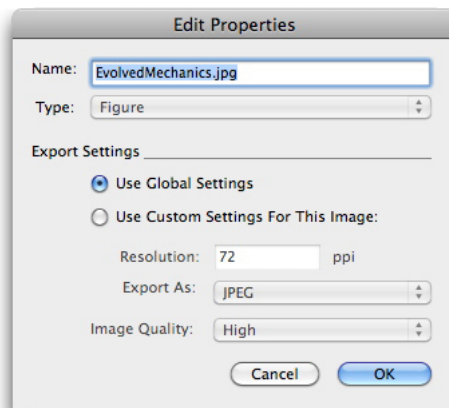 Edit Properties
Name: EvolvedMechanics.jpg
Type: Figure
Export Settings
Use Global Settings
Use Custom Settings For This Image:
Resolution: 72 ppi
Export As: JPEG
Image Quality: High
Cancel OK